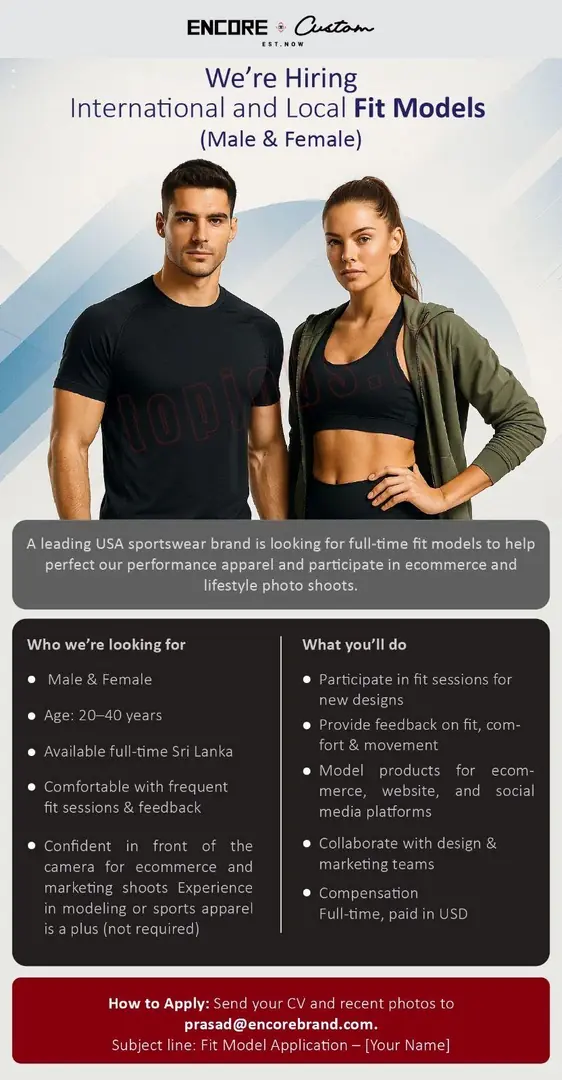 ENCORE Custom
EST.NOW
We're Hiring
International and Local Fit Models
(Male & Female)
topjobs
A leading USA sportswear brand is looking for full-time fit models to help
perfect our performance apparel and participate in ecommerce and
lifestyle photo shoots.
Who we're looking for
Male & Female
Age: 20–40 years
Available full-time Sri Lanka
Comfortable with frequent
fit sessions & feedback
Confident in front of the
camera for ecommerce and
marketing shoots Experience
in modeling or sports apparel
is a plus (not required)
What you'll do
Participate in fit sessions for
new designs
Provide feedback on fit, com-
fort & movement
Model products for ecom-
merce, website, and social
media platforms
Collaborate with design &
marketing teams
Compensation
Full-time, paid in USD
How to Apply: Send your CV and recent photos to
prasad@encorebrand.com.
Subject line: Fit Model Application – [Your Name]